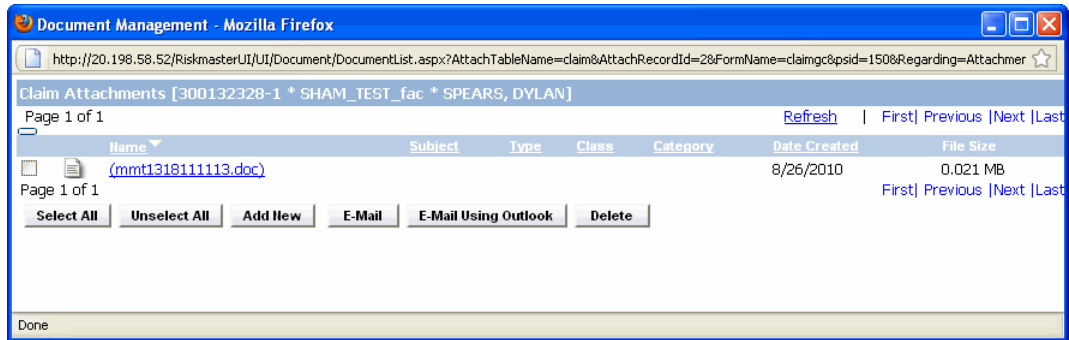 Document Management - Mozilla Firefox
http://20.198.58.52/RiskmasterUI/UI/Document/DocumentList.aspx?AttachTableName=claim&AttachRecordId=2&FormName=claimgc&psid=150&Regarding=Attachmer
Claim Attachments [300132328-1 * SHAM_TEST_fac * SPEARS, DYLAN]
Page 1 of 1 Refresh | First| Previous |Next |Last
Name Subject Type Class Category Date Created File Size
(mmt1318111113.doc) 8/26/2010 0.021 MB
Page 1 of 1 First| Previous |Next |Last
Select All Unselect All Add New E-Mail E-Mail Using Outlook Delete
Done